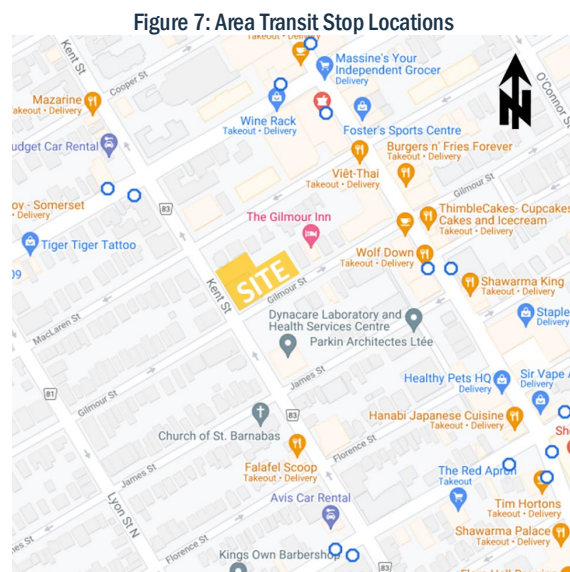 Figure 7: Area Transit Stop Locations
Takeout • Delivery
Kent St
Massine's Your
Independent Grocer
Delivery
O'Connor St
Cooper St
Mazarine
akeout • Delivery
Wine Rack
Takeout • Delivery
Foster's Sports Centre
udget Car Rental
Burgers n' Fries Forever
Takeout • Delivery
Viêt-Thai
Takeout • Delivery
Gilmour St
83
oy - Somerset
• Delivery
The Gilmour Inn
ThimbleCakes- Cupcakes
Cakes and Icecream
Takeout • Delivery
Tiger Tiger Tattoo
Wolf Down
Takeout • Delivery
09
SITE
Kent St
Gilmour St
Shawarma King
Takeout • Delivery
Dynacare Laboratory and
Health Services Centre
Staple
Delivery
MacLaren St
Parkin Architectes Ltée
James St
Healthy Pets HQ
Delivery
Sir Vape A
Delivery
81
Gilmour St
83
Hanabi Japanese Cuisine
Takeout • Delivery
Church of St. Barnabas
Florence St
Falafel Scoop
Takeout • Delivery
James St
The Red Apron
Takeout
Avis Car Rental
Tim Hortons
Takeout • Delivery
Lyon St N
Shawarma Palace
Takeout • Delivery
Florence St
Kings Own Barbershop
83